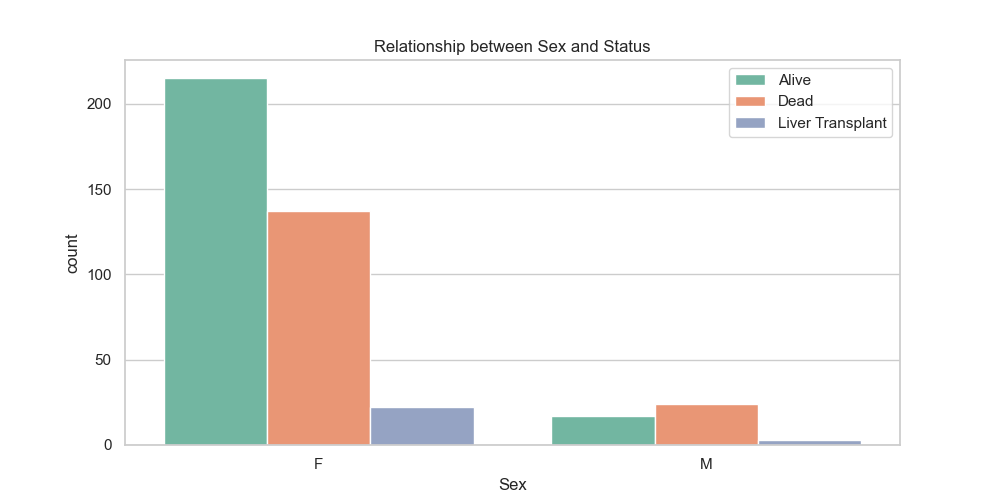 Relationship between Sex and Status
Alive
Dead
Liver Transplant
200
150
100
50
0
count
F
M
Sex